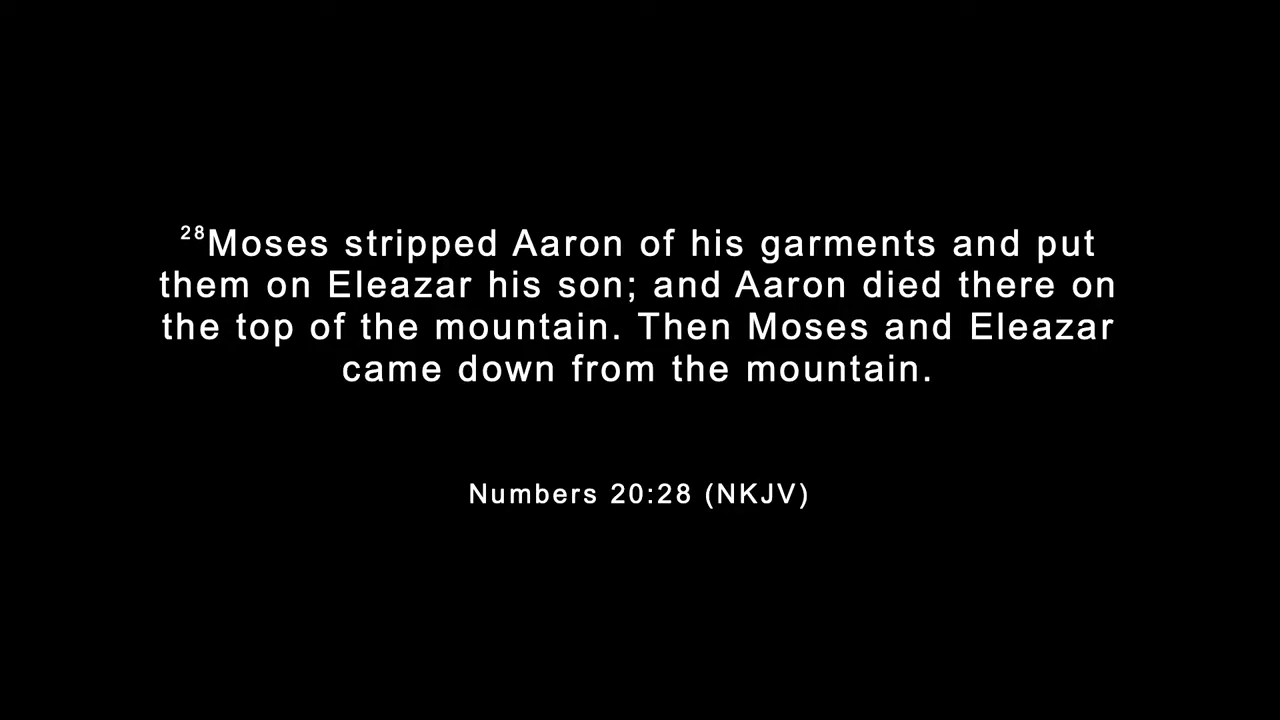 ²⁸Moses stripped Aaron of his garments and put
them on Eleazar his son; and Aaron died there on
the top of the mountain. Then Moses and Eleazar
came down from the mountain.
Numbers 20:28 (NKJV)